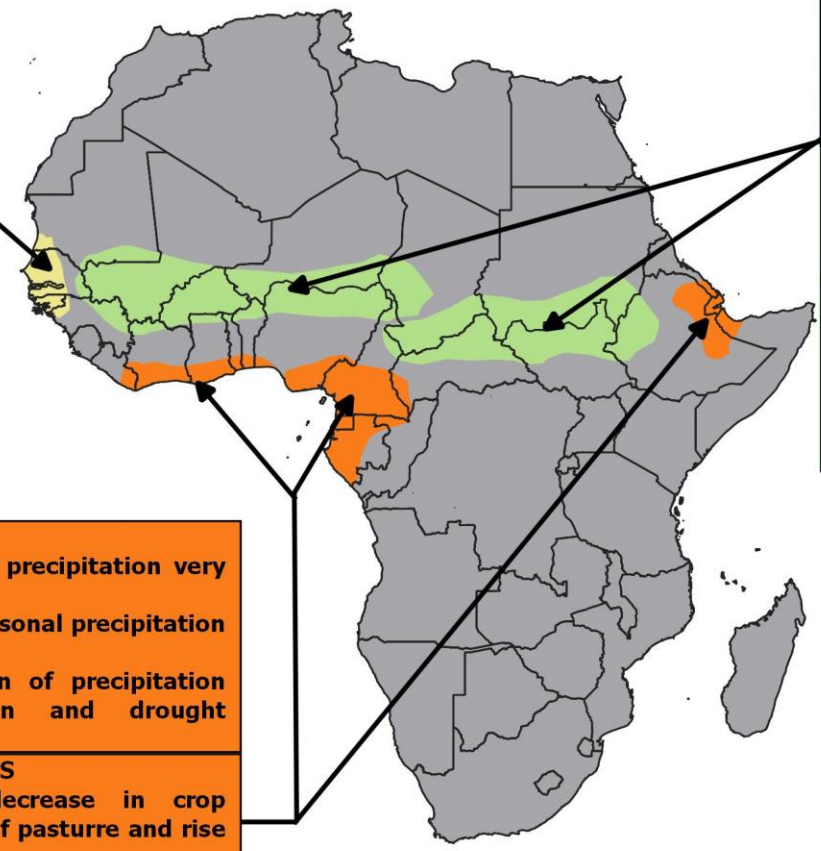 precipitation very
sonal precipitation
of precipitation
and drought
S
decrease in crop
pasturre and rise